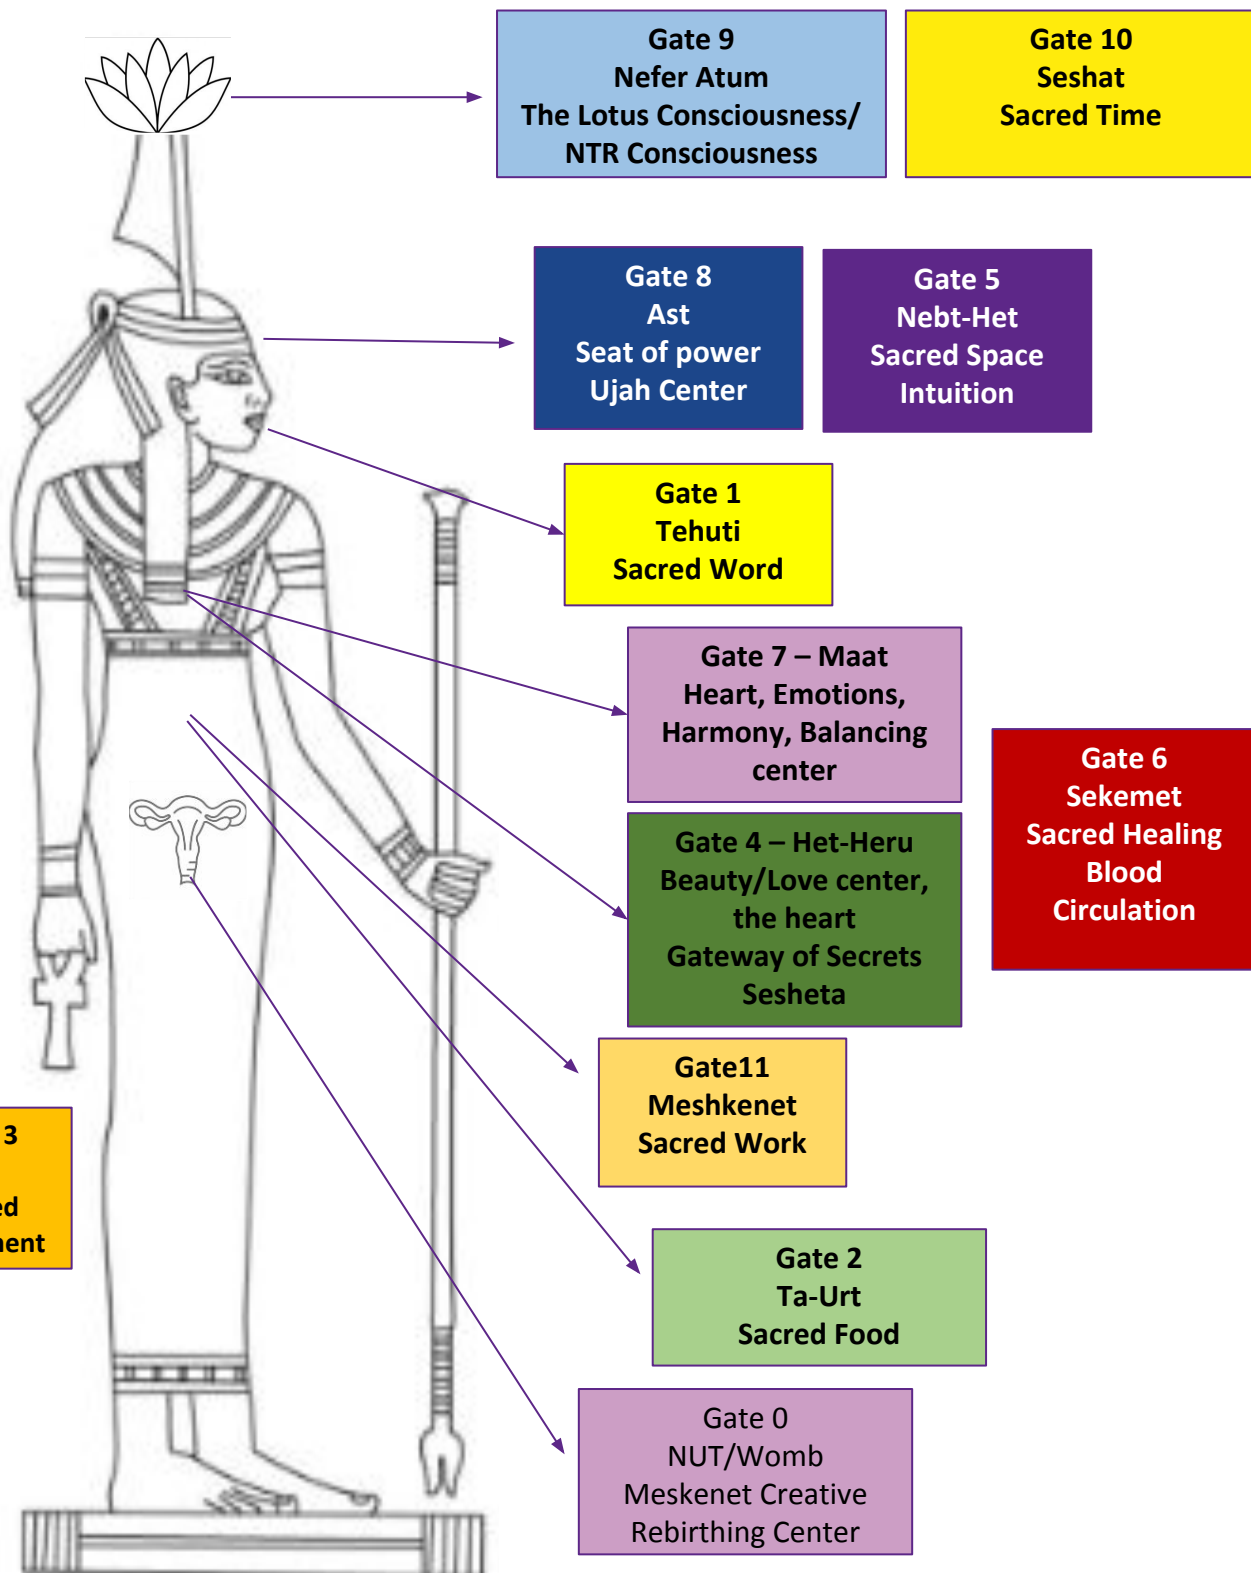 Gate 9
Nefer Atum
The Lotus Consciousness/
NTR Consciousness
Gate 10
Seshat
Sacred Time
Gate 8
Ast
Seat of power
Ujah Center
Gate 5
Nebt-Het
Sacred Space
Intuition
Gate 1
Tehuti
Sacred Word
Gate 7 – Maat
Heart, Emotions,
Harmony, Balancing
center
Gate 6
Sekemet
Sacred Healing
Blood
Circulation
Gate 4 – Het-Heru
Beauty/Love center,
the heart
Gateway of Secrets
Sesheta
Gate11
Meshkenet
Sacred Work
3
Gate 2
Ta-Urt
Sacred Food
Gate 0
NUT/Womb
Meskenet Creative
Rebirthing Center